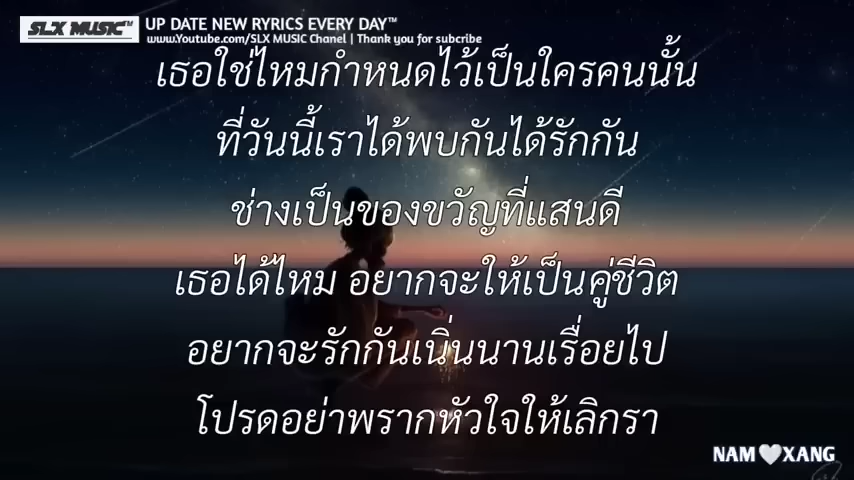 SLX MUSIC™
UP DATE NEW RYRICS EVERY DAY™
www.Youtube.com/SLX MUSIC Chanel | Thank you for subcribe
เธอใช่ไหมกำหนดไว้เป็นใครคนนั้น
ที่วันนี้เราได้พบกันได้รักกัน
ช่างเป็นของขวัญที่แสนดี
เธอได้ไหม อยากจะให้เป็นคู่ชีวิต
อยากจะรักกันเนิ่นนานเรื่อยไป
โปรดอย่าพรากหัวใจให้เลิกรา
NAM🤍XANG